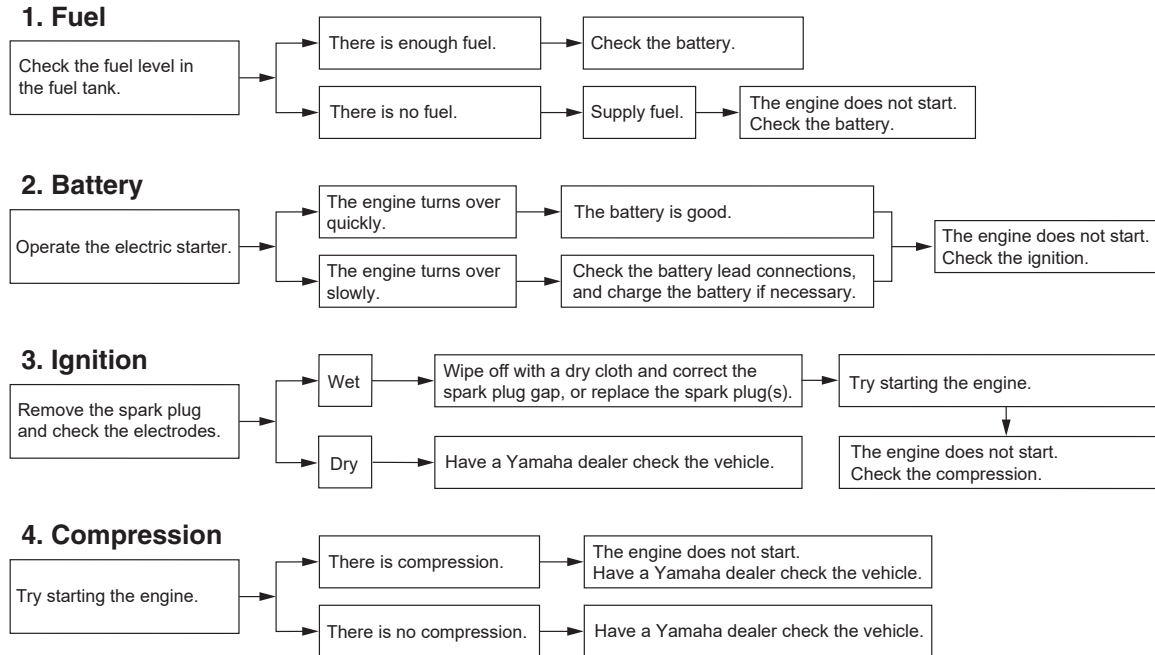 1. Fuel
Check the fuel level in
the fuel tank.
There is enough fuel.
Check the battery.
There is no fuel.
Supply fuel.
The engine does not start.
Check the battery.
2. Battery
Operate the electric starter.
The engine turns over
quickly.
The battery is good.
The engine turns over
slowly.
Check the battery lead connections,
and charge the battery if necessary.
The engine does not start.
Check the ignition.
3. Ignition
Remove the spark plug
and check the electrodes.
Wet
Wipe off with a dry cloth and correct the
spark plug gap, or replace the spark plug(s).
Try starting the engine.
Dry
Have a Yamaha dealer check the vehicle.
The engine does not start.
Check the compression.
4. Compression
Try starting the engine.
There is compression.
The engine does not start.
Have a Yamaha dealer check the vehicle.
There is no compression.
Have a Yamaha dealer check the vehicle.